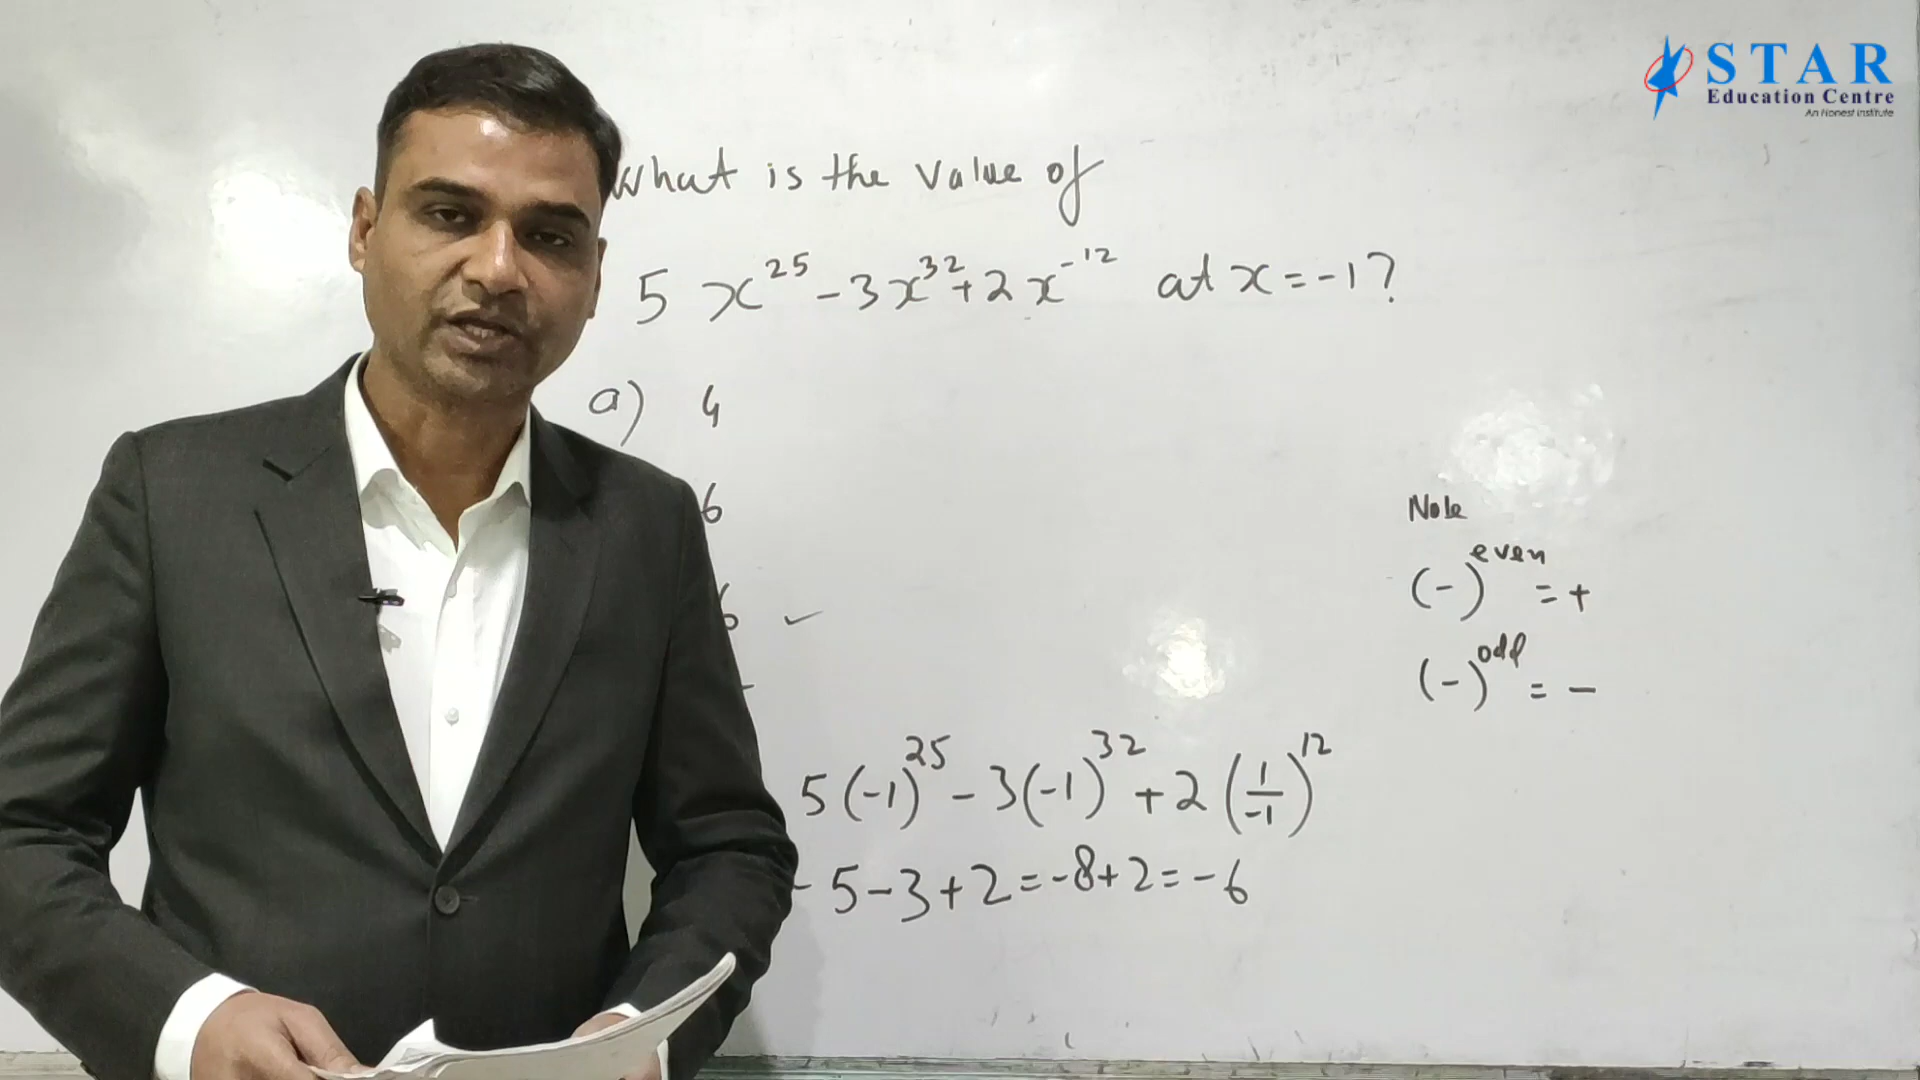 STAR
Education Centre
An Honest Institute
What is the value of
5 x²⁵ - 3x³² + 2x⁻¹² at x = -1?
a) 4
6
6 ✓
Note
(-)^even = +
(-)^odd = -
5(-1)²⁵ - 3(-1)³² + 2(1/-1)¹²
- 5 - 3 + 2 = -8 + 2 = -6